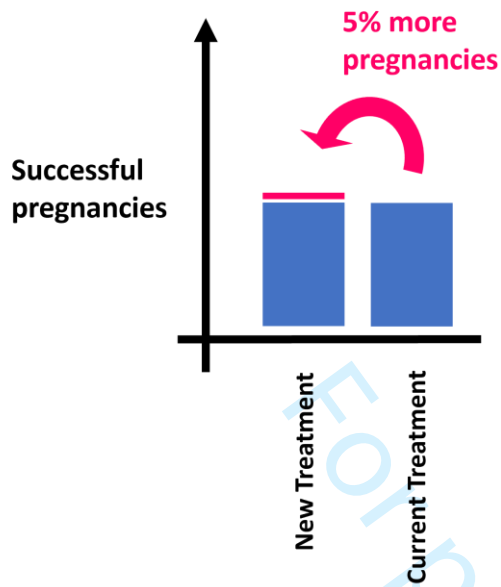 5% more
pregnancies
Successful
pregnancies
New Treatment
Current Treatment